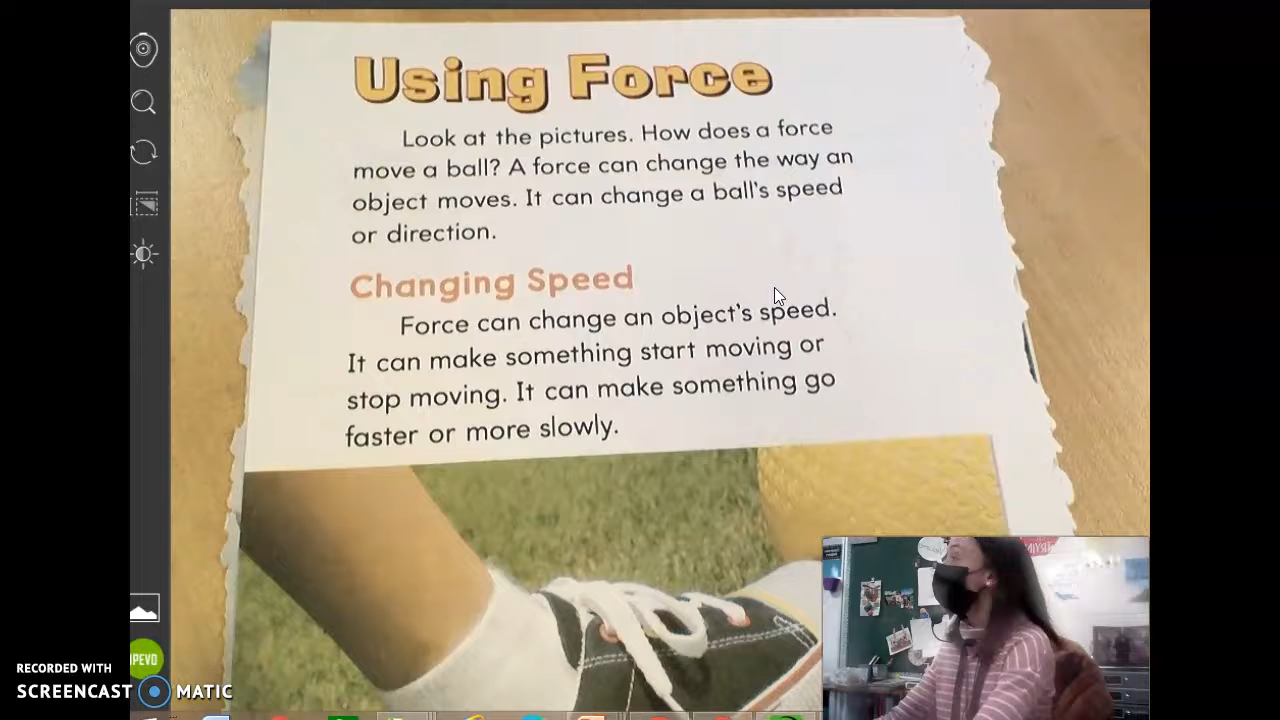 Using Force
Look at the pictures. How does a force
move a ball? A force can change the way an
object moves. It can change a ball's speed
or direction.
Changing Speed
Force can change an object's speed.
It can make something start moving or
stop moving. It can make something go
faster or more slowly.
RECORDED WITH
SCREENCAST MATIC